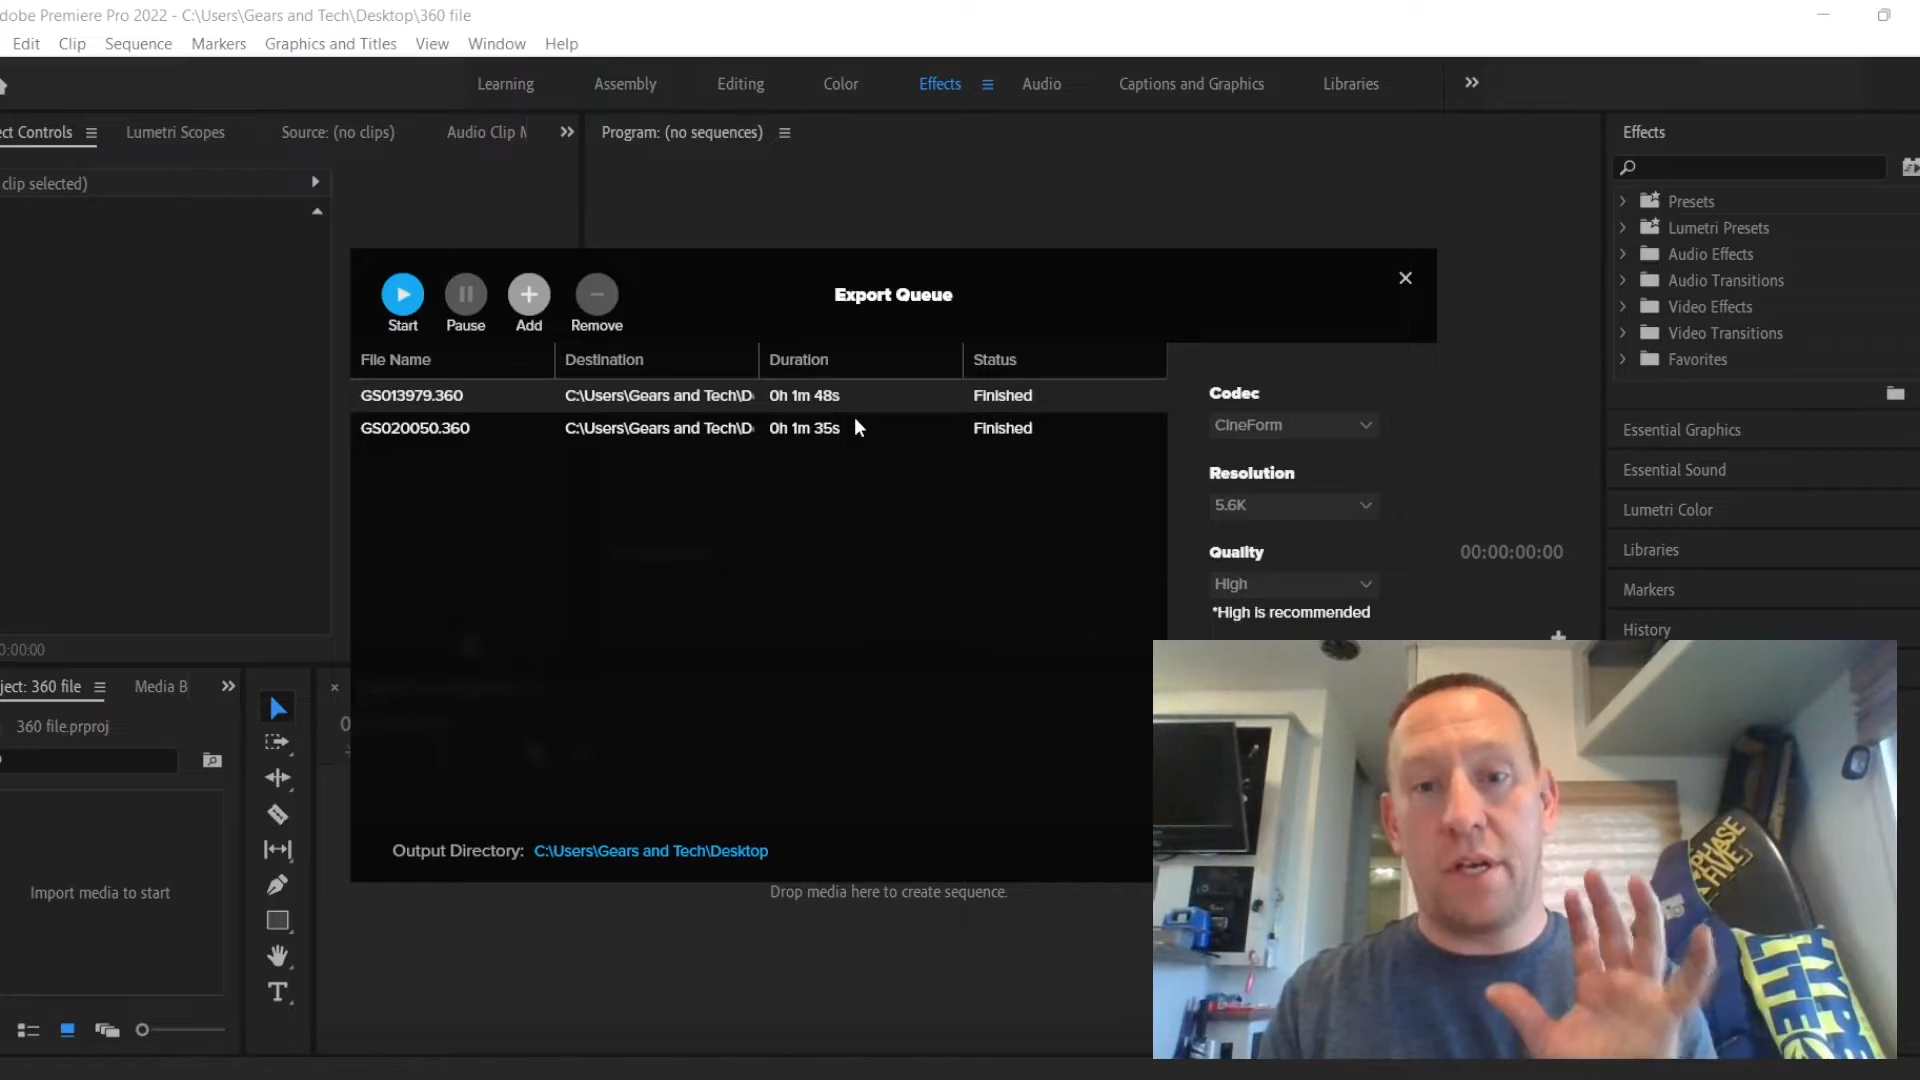 dobe Premiere Pro 2022 - C:\Users\Gears and Tech\Desktop\360 file
Edit Clip Sequence Markers Graphics and Titles View Window Help
Learning Assembly Editing Color Effects Audio Captions and Graphics Libraries
ect Controls Lumetri Scopes Source: (no clips) Audio Clip M Program: (no sequences) Effects
clip selected)
Presets
Lumetri Presets
Audio Effects
Audio Transitions
Video Effects
Video Transitions
Favorites
Export Queue
Start Pause Add Remove
File Name Destination Duration Status
GS013979.360 C:\Users\Gears and Tech\D 0h 1m 48s Finished
GS020050.360 C:\Users\Gears and Tech\D 0h 1m 35s Finished
Codec
CineForm
Resolution
5.6K
Quality
High
*High is recommended
00:00:00:00
Essential Graphics
Essential Sound
Lumetri Color
Libraries
Markers
History
0:00:00
ject: 360 file Media B
360 file.prproj
Import media to start
Output Directory: C:\Users\Gears and Tech\Desktop
Drop media here to create sequence.
PHASE
HYPE
LITE